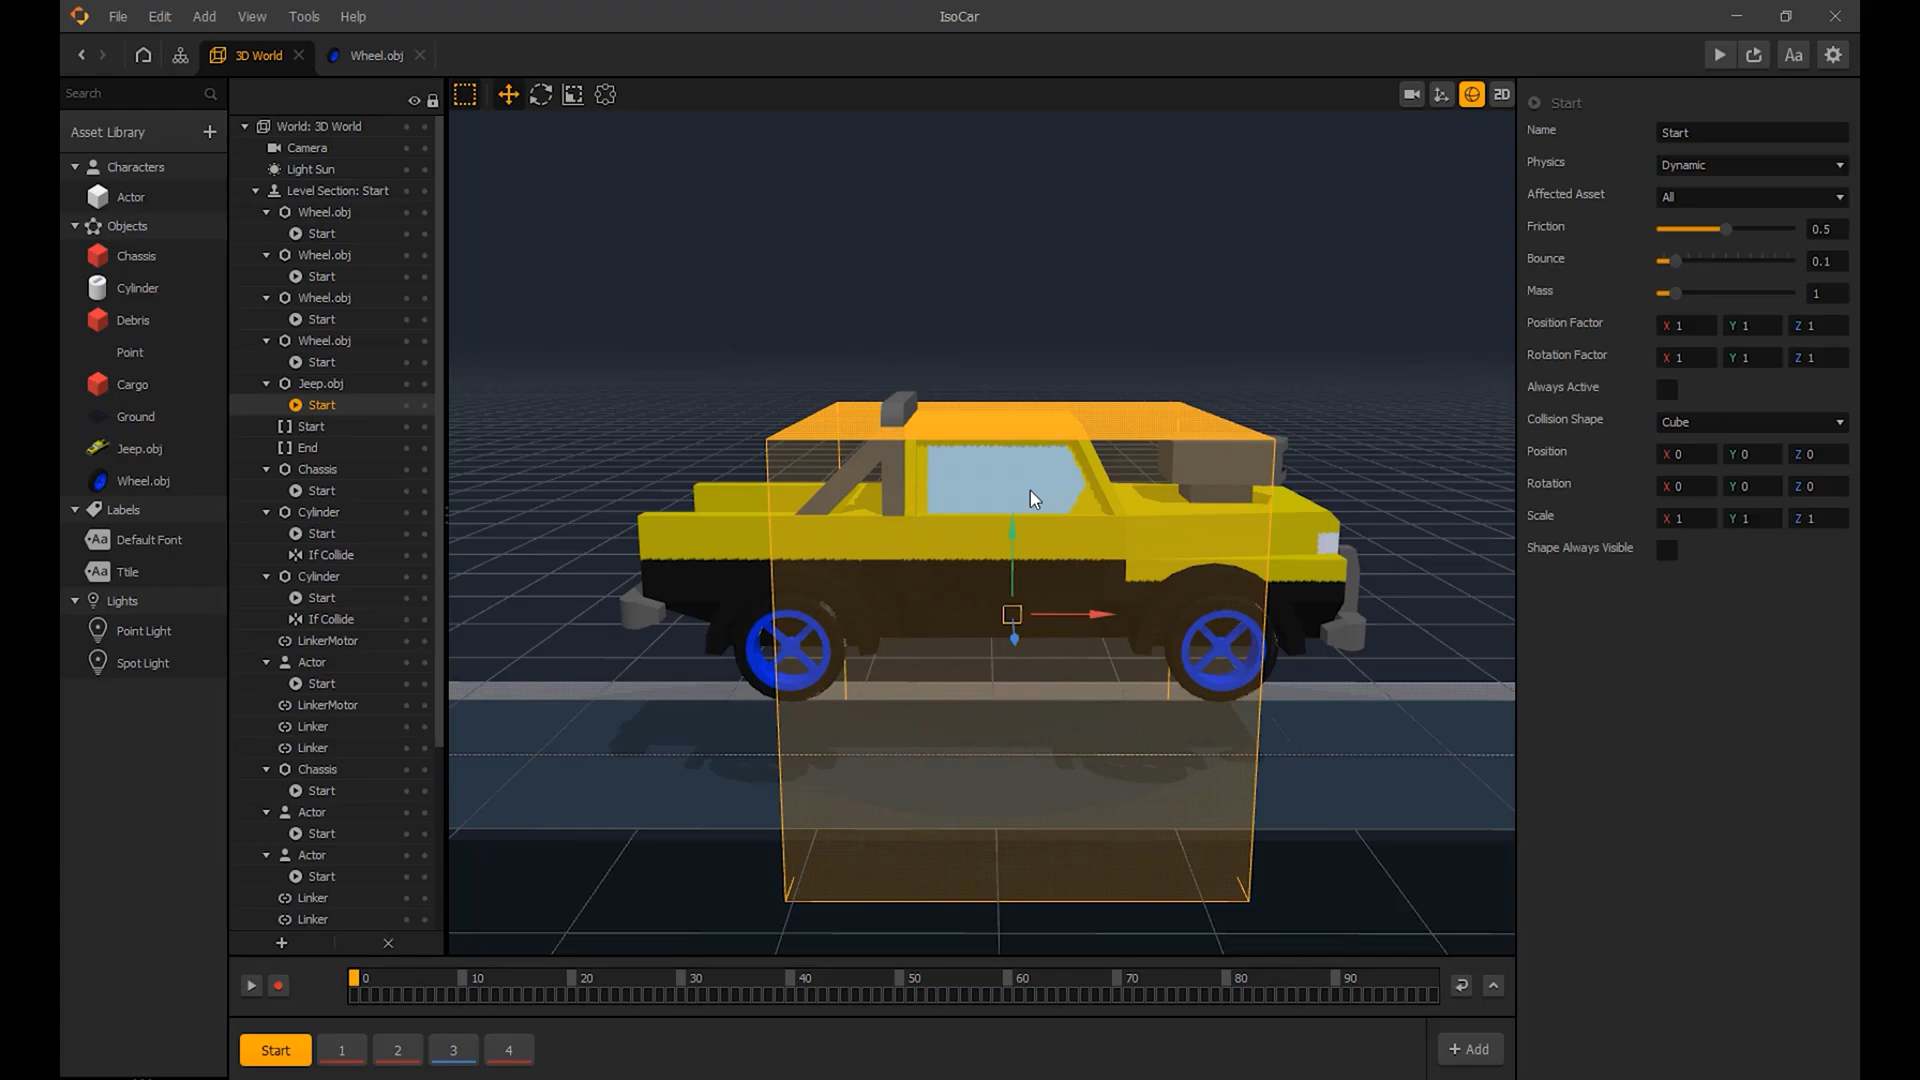 File Edit Add View Tools Help
IsoCar
3D World
Wheel.obj
Aa
Search
Asset Library
Characters
Actor
Objects
Chassis
Cylinder
Debris
Point
Cargo
Ground
Jeep.obj
Wheel.obj
Labels
Aa Default Font
Aa Ttile
Lights
Point Light
Spot Light
World: 3D World
Camera
Light Sun
Level Section: Start
Wheel.obj
Start
Wheel.obj
Start
Wheel.obj
Start
Wheel.obj
Start
Jeep.obj
Start
Start
End
Chassis
Start
Cylinder
Start
If Collide
Cylinder
Start
If Collide
LinkerMotor
Actor
Start
LinkerMotor
Linker
Linker
Chassis
Start
Actor
Start
Actor
Start
Linker
Linker
2D
Start
Name Start
Physics Dynamic
Affected Asset All
Friction 0.5
Bounce 0.1
Mass 1
Position Factor X 1 Y 1 Z 1
Rotation Factor X 1 Y 1 Z 1
Always Active
Collision Shape Cube
Position X 0 Y 0 Z 0
Rotation X 0 Y 0 Z 0
Scale X 1 Y 1 Z 1
Shape Always Visible
0 10 20 30 40 50 60 70 80 90
Start 1 2 3 4
+ Add